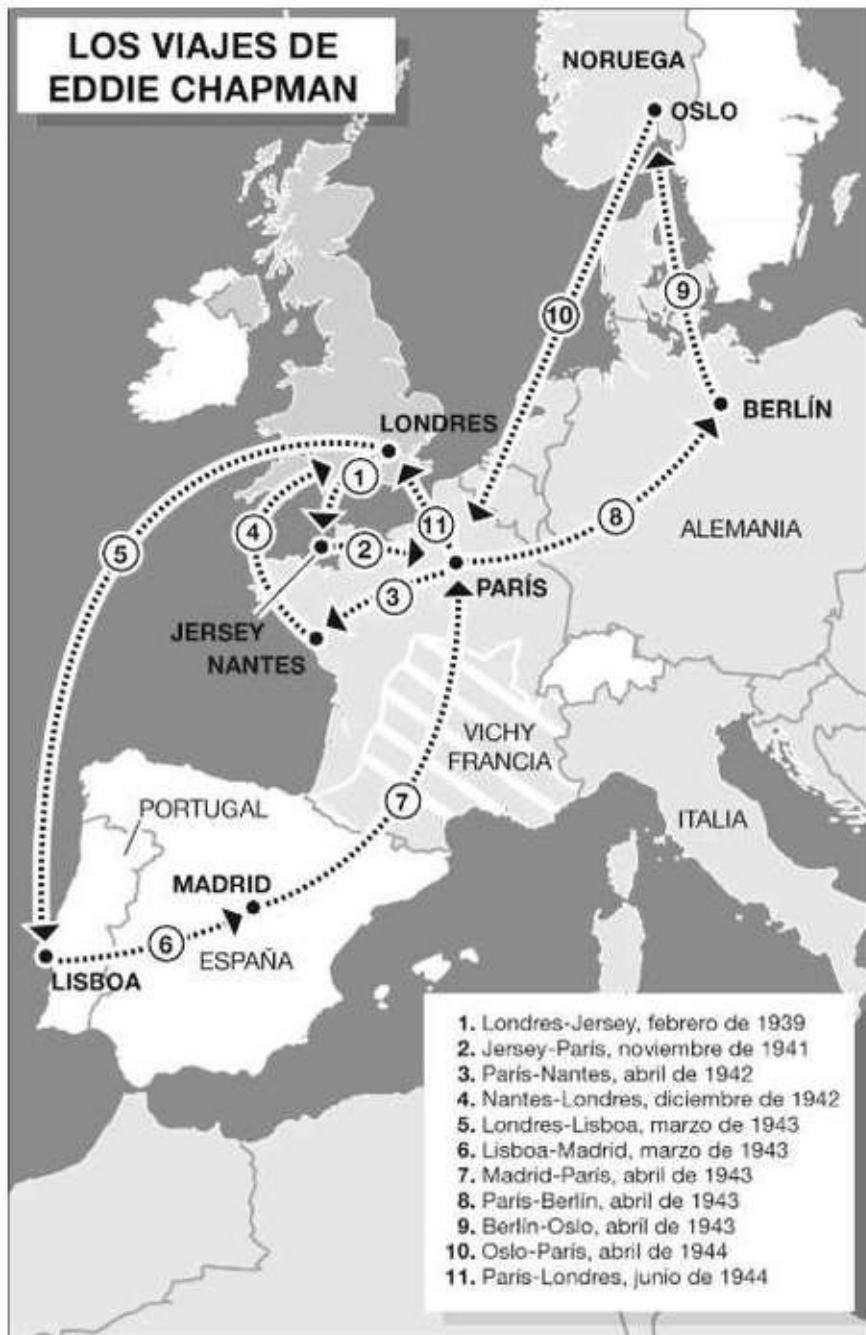 LOS VIAJES DE
EDDIE CHAPMAN
NORUEGA
OSLO
9
10
BERLÍN
LONDRES
1
11
4
2
5
8
ALEMANIA
3
PARÍS
JERSEY
NANTES
VICHY
FRANCIA
7
PORTUGAL
ITALIA
MADRID
6
ESPAÑA
LISBOA
1. Londres-Jersey, febrero de 1939
2. Jersey-París, noviembre de 1941
3. París-Nantes, abril de 1942
4. Nantes-Londres, diciembre de 1942
5. Londres-Lisboa, marzo de 1943
6. Lisboa-Madrid, marzo de 1943
7. Madrid-París, abril de 1943
8. París-Berlín, abril de 1943
9. Berlín-Oslo, abril de 1943
10. Oslo-París, abril de 1944
11. París-Londres, junio de 1944